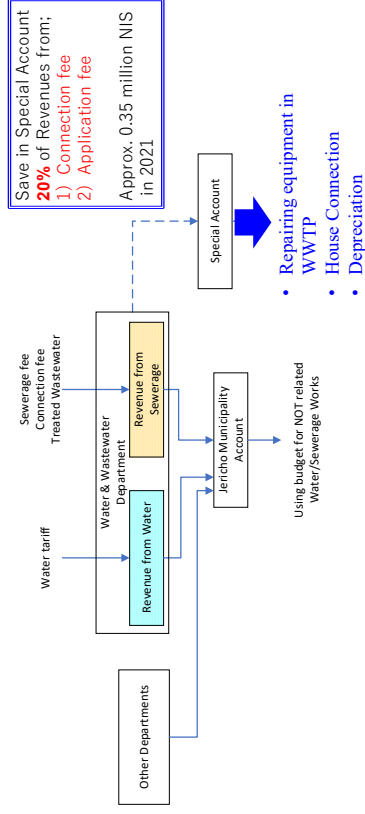 Save in Special Account
20% of Revenues from;
1) Connection fee
2) Application fee
Approx. 0.35 million NIS
in 2021
Sewerage fee
Connection fee
Treated Wastewater
Water tariff
Water & Wastewater
Department
Revenue from
Sewerage
Revenue from Water
Other Departments
Jericho Municipality
Account
Special Account
Using budget for NOT related
Water/Sewerage Works
• Repairing equipment in
WWTP
• House Connection
• Depreciation